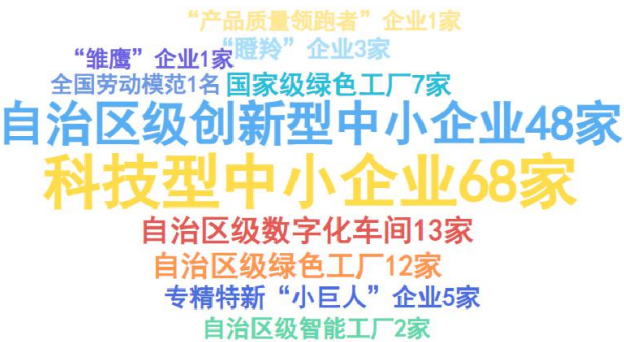 “产品质量领跑者”企业1家
“瞪羚”企业3家
“雏鹰”企业1家
全国劳动模范1名
国家级绿色工厂7家
自治区级创新型中小企业48家
科技型中小企业68家
自治区级数字化车间13家
自治区级绿色工厂12家
专精特新“小巨人”企业5家
自治区级智能工厂2家